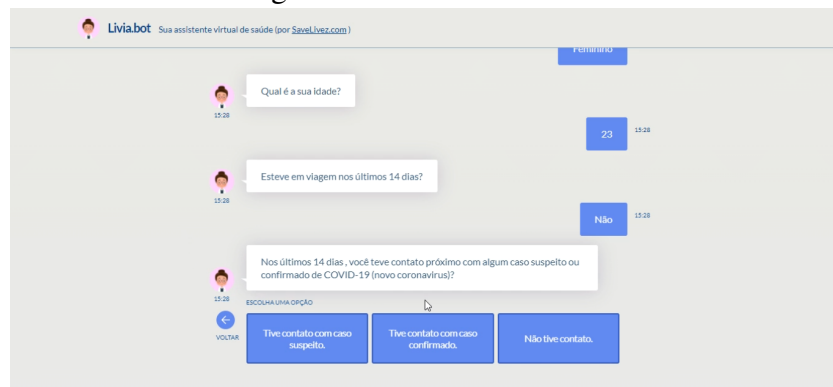 Livia.bot Sua assistente virtual de saúde (por SaveLivez.com )
Feminino
Qual é a sua idade?
15:28
23 15:28
Esteve em viagem nos últimos 14 dias?
15:28
Não 15:28
Nos últimos 14 dias , você teve contato próximo com algum caso suspeito ou
confirmado de COVID-19 (novo coronavirus)?
15:28 ESCOLHA UMA OPÇÃO
VOLTAR
Tive contato com caso
suspeito.
Tive contato com caso
confirmado.
Não tive contato.